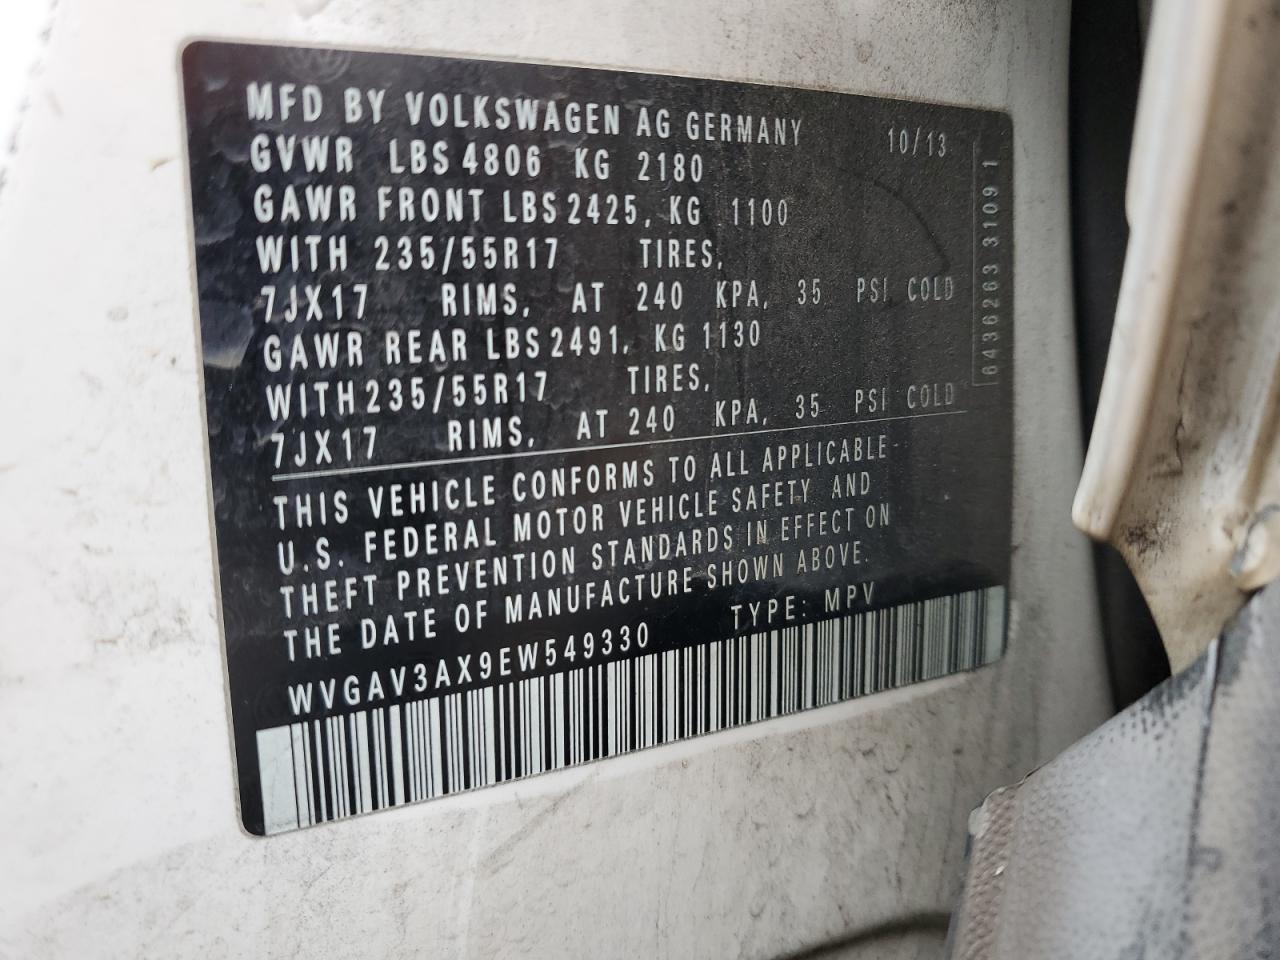 MFD BY VOLKSWAGEN AG GERMANY 10/13
GVWR LBS 4806 KG 2180
GAWR FRONT LBS 2425, KG 1100
WITH 235/55R17 TIRES,
7JX17 RIMS, AT 240 KPA, 35 PSI COLD
GAWR REAR LBS 2491, KG 1130
WITH 235/55R17 TIRES,
7JX17 RIMS, AT 240 KPA, 35 PSI COLD
THIS VEHICLE CONFORMS TO ALL APPLICABLE
U.S. FEDERAL MOTOR VEHICLE SAFETY AND
THEFT PREVENTION STANDARDS IN EFFECT ON
THE DATE OF MANUFACTURE SHOWN ABOVE.
WVGAV3AX9EW549330 TYPE: MPV
6436263 3109 1